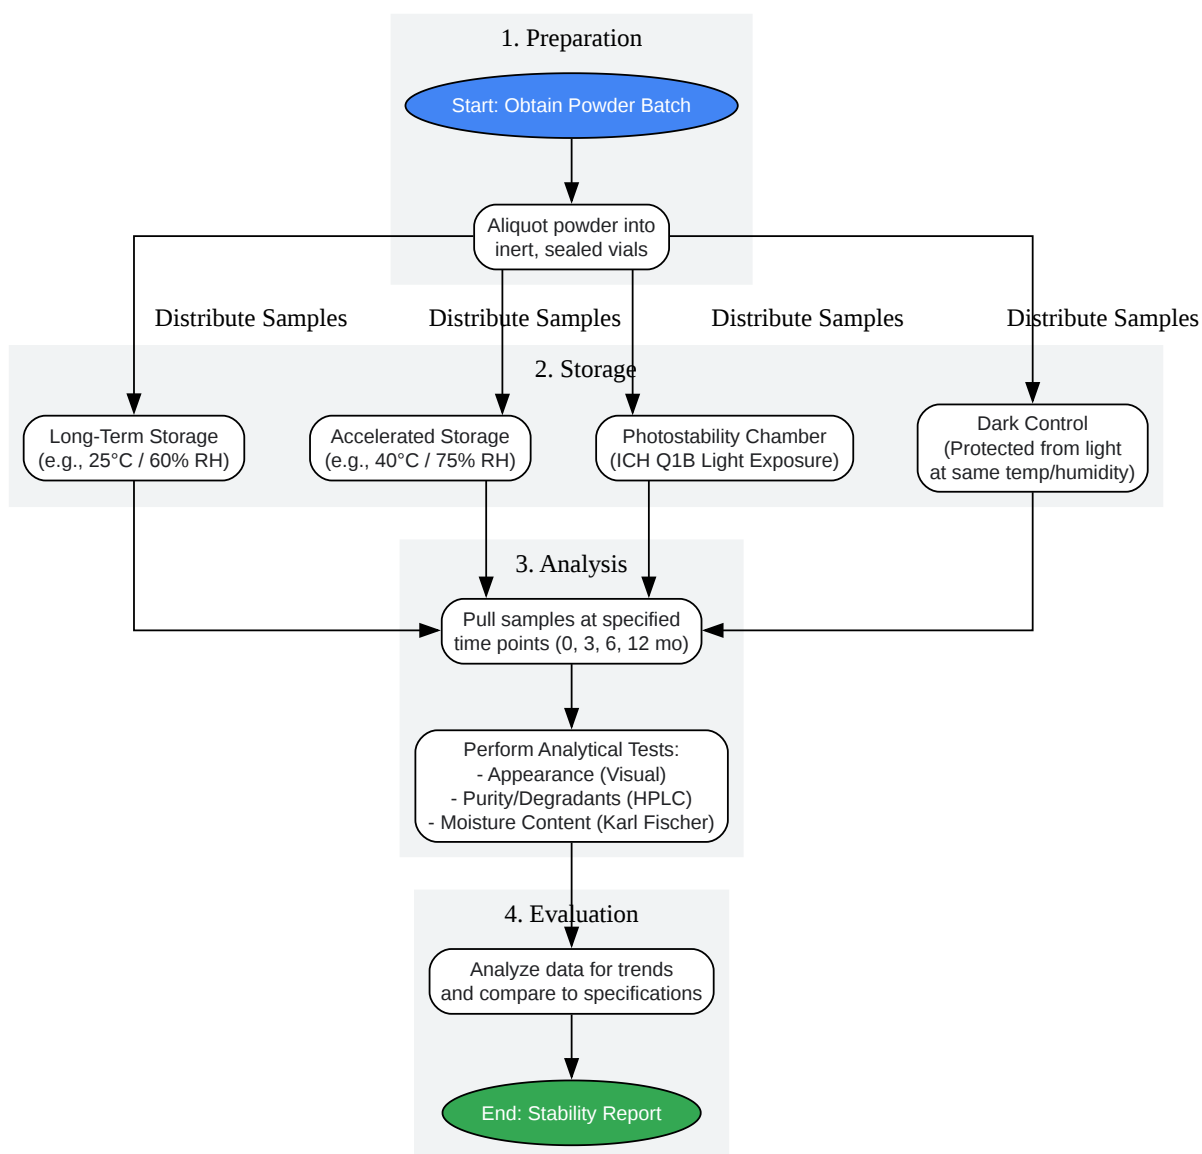 1. Preparation
Start: Obtain Powder Batch
Aliquot powder into
inert, sealed vials
Distribute Samples
Distribute Samples
Distribute Samples
Distribute Samples
2. Storage
Long-Term Storage
(e.g., 25°C / 60% RH)
Accelerated Storage
(e.g., 40°C / 75% RH)
Photostability Chamber
(ICH Q1B Light Exposure)
Dark Control
(Protected from light
at same temp/humidity)
3. Analysis
Pull samples at specified
time points (0, 3, 6, 12 mo)
Perform Analytical Tests:
- Appearance (Visual)
- Purity/Degradants (HPLC)
- Moisture Content (Karl Fischer)
4. Evaluation
Analyze data for trends
and compare to specifications
End: Stability Report